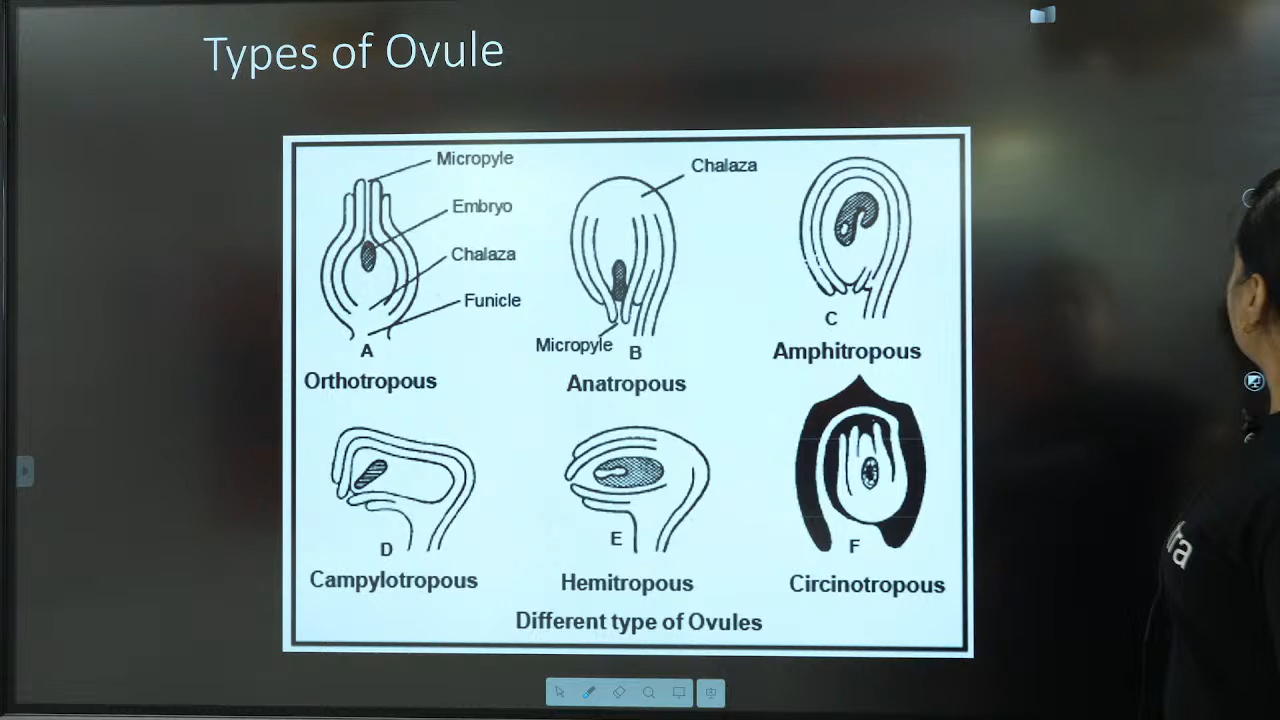 Types of Ovule
Micropyle
Embryo
Chalaza
Funicle
A
Orthotropous
Chalaza
Micropyle
B
Anatropous
C
Amphitropous
D
Campylotropous
E
Hemitropous
F
Circinotropous
Different type of Ovules